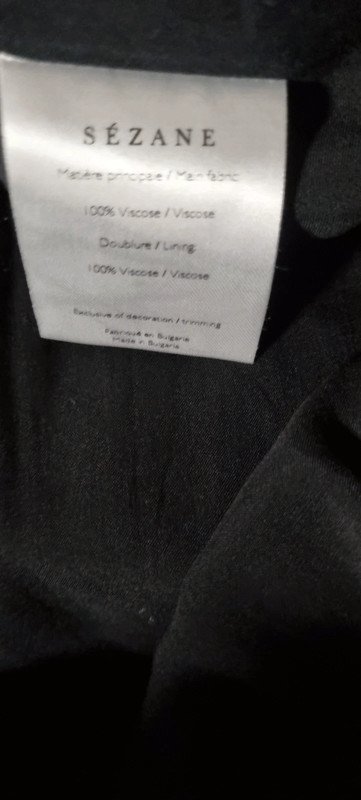 SÉZANE
Matière principale / Main fabric
100% Viscose / Viscose
Doublure / Lining
100% Viscose / Viscose
Exclusive of decoration / trimming
Fabriqué en Bulgarie
Made in Bulgaria